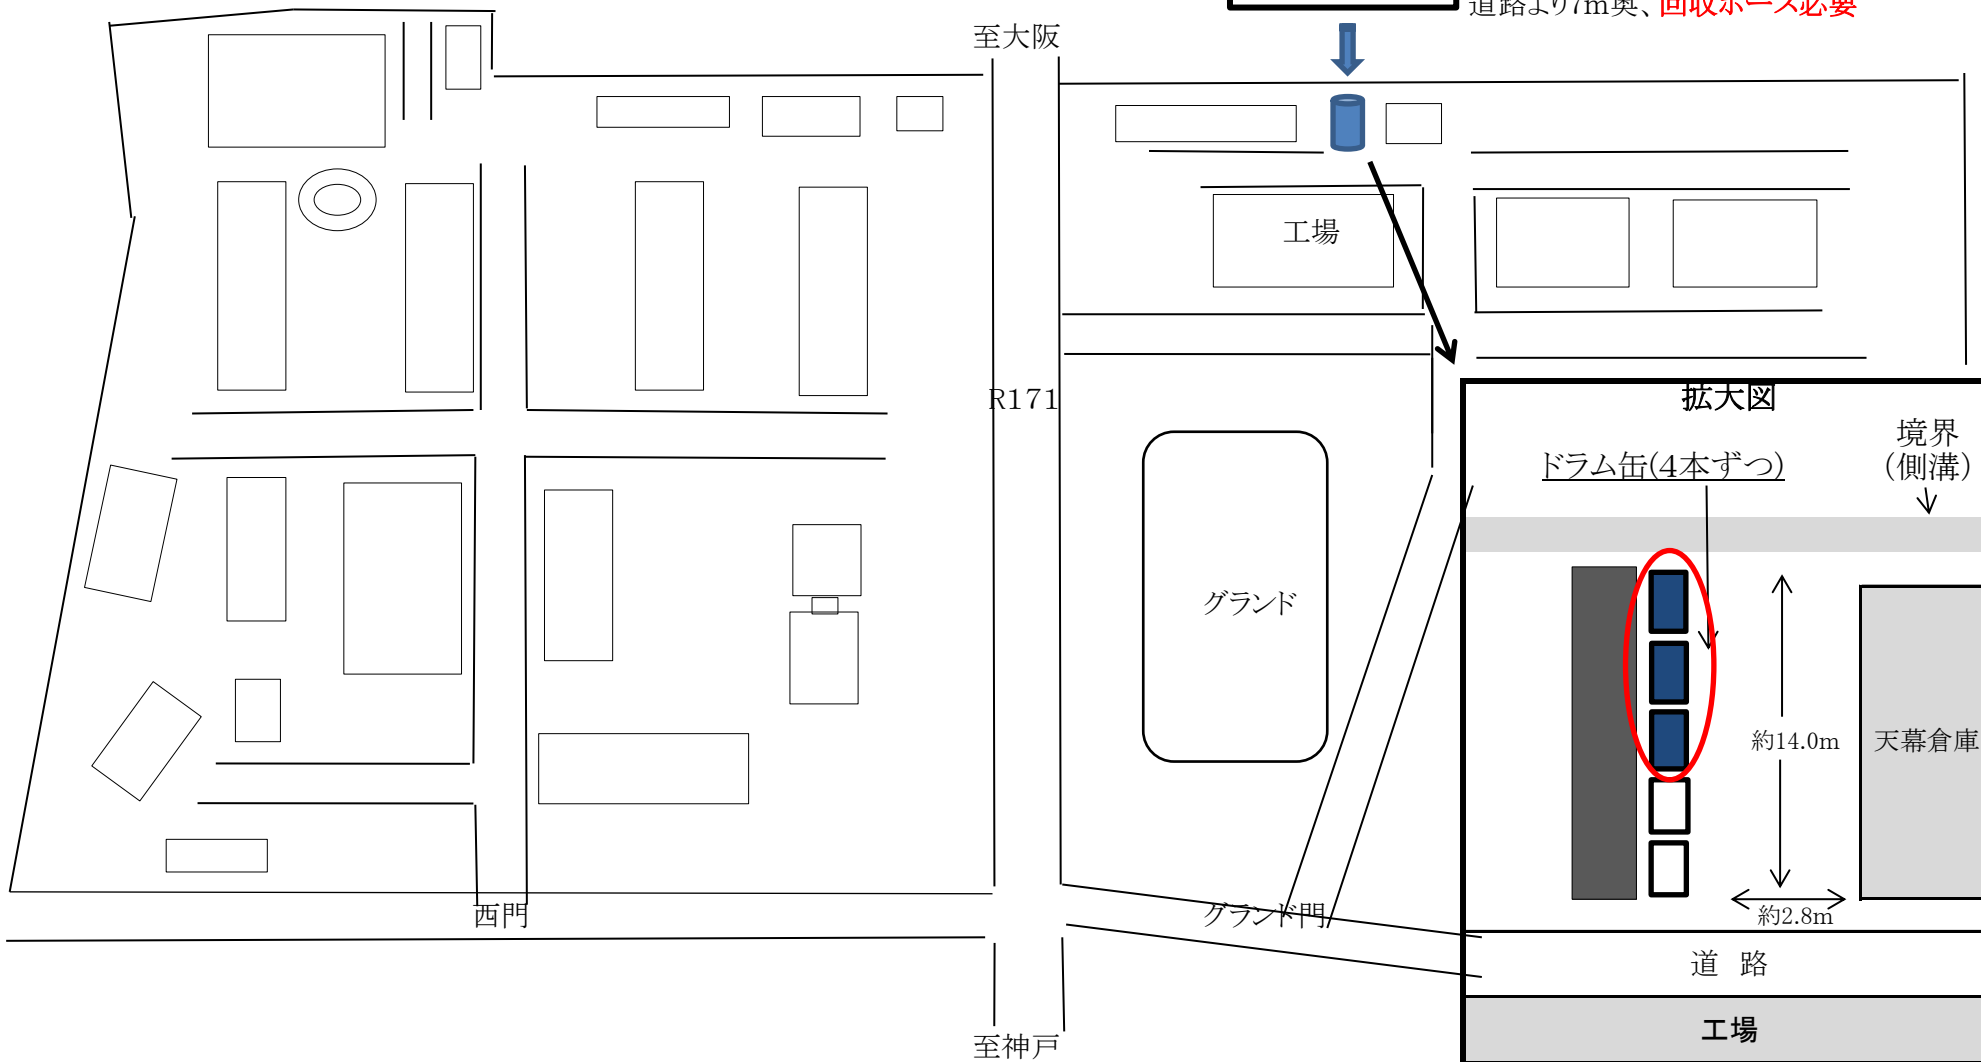 道路より7m奥、回収ホース必要
至大阪
工場
R171
拡大図
境界
(側溝)
ドラム缶(4本ずつ)
グランド
約14.0m
天幕倉庫
約2.8m
西門
グランド門
道 路
工場
至神戸